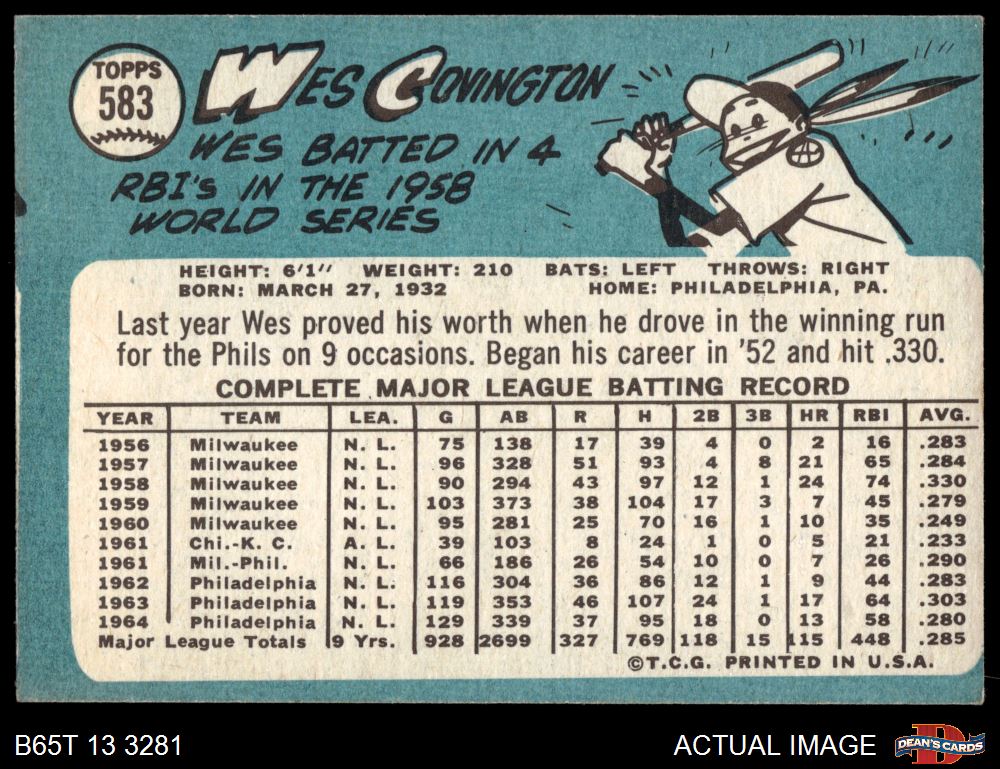 TOPPS
583
WES COVINGTON
WES BATTED IN 4
RBI's IN THE 1958
WORLD SERIES
HEIGHT: 6'1" WEIGHT: 210 BATS: LEFT THROWS: RIGHT
BORN: MARCH 27, 1932 HOME: PHILADELPHIA, PA.
Last year Wes proved his worth when he drove in the winning run
for the Phils on 9 occasions. Began his career in '52 and hit .330.
COMPLETE MAJOR LEAGUE BATTING RECORD
YEAR TEAM LEA. G AB R H 2B 3B HR RBI AVG.
1956 Milwaukee N. L. 75 138 17 39 4 0 2 16 .283
1957 Milwaukee N. L. 96 328 51 93 4 8 21 65 .284
1958 Milwaukee N. L. 90 294 43 97 12 1 24 74 .330
1959 Milwaukee N. L. 103 373 38 104 17 3 7 45 .279
1960 Milwaukee N. L. 95 281 25 70 16 1 10 35 .249
1961 Chi.-K. C. A. L. 39 103 8 24 1 0 5 21 .233
1961 Mil.-Phil. N. L. 66 186 26 54 10 0 7 26 .290
1962 Philadelphia N. L. 116 304 36 86 12 1 9 44 .283
1963 Philadelphia N. L. 119 353 46 107 24 1 17 64 .303
1964 Philadelphia N. L. 129 339 37 95 18 0 13 58 .280
Major League Totals 9 Yrs. 928 2699 327 769 118 15 115 448 .285
©T.C.G. PRINTED IN U.S.A.
B65T 13 3281 ACTUAL IMAGE DEAN'S CARDS